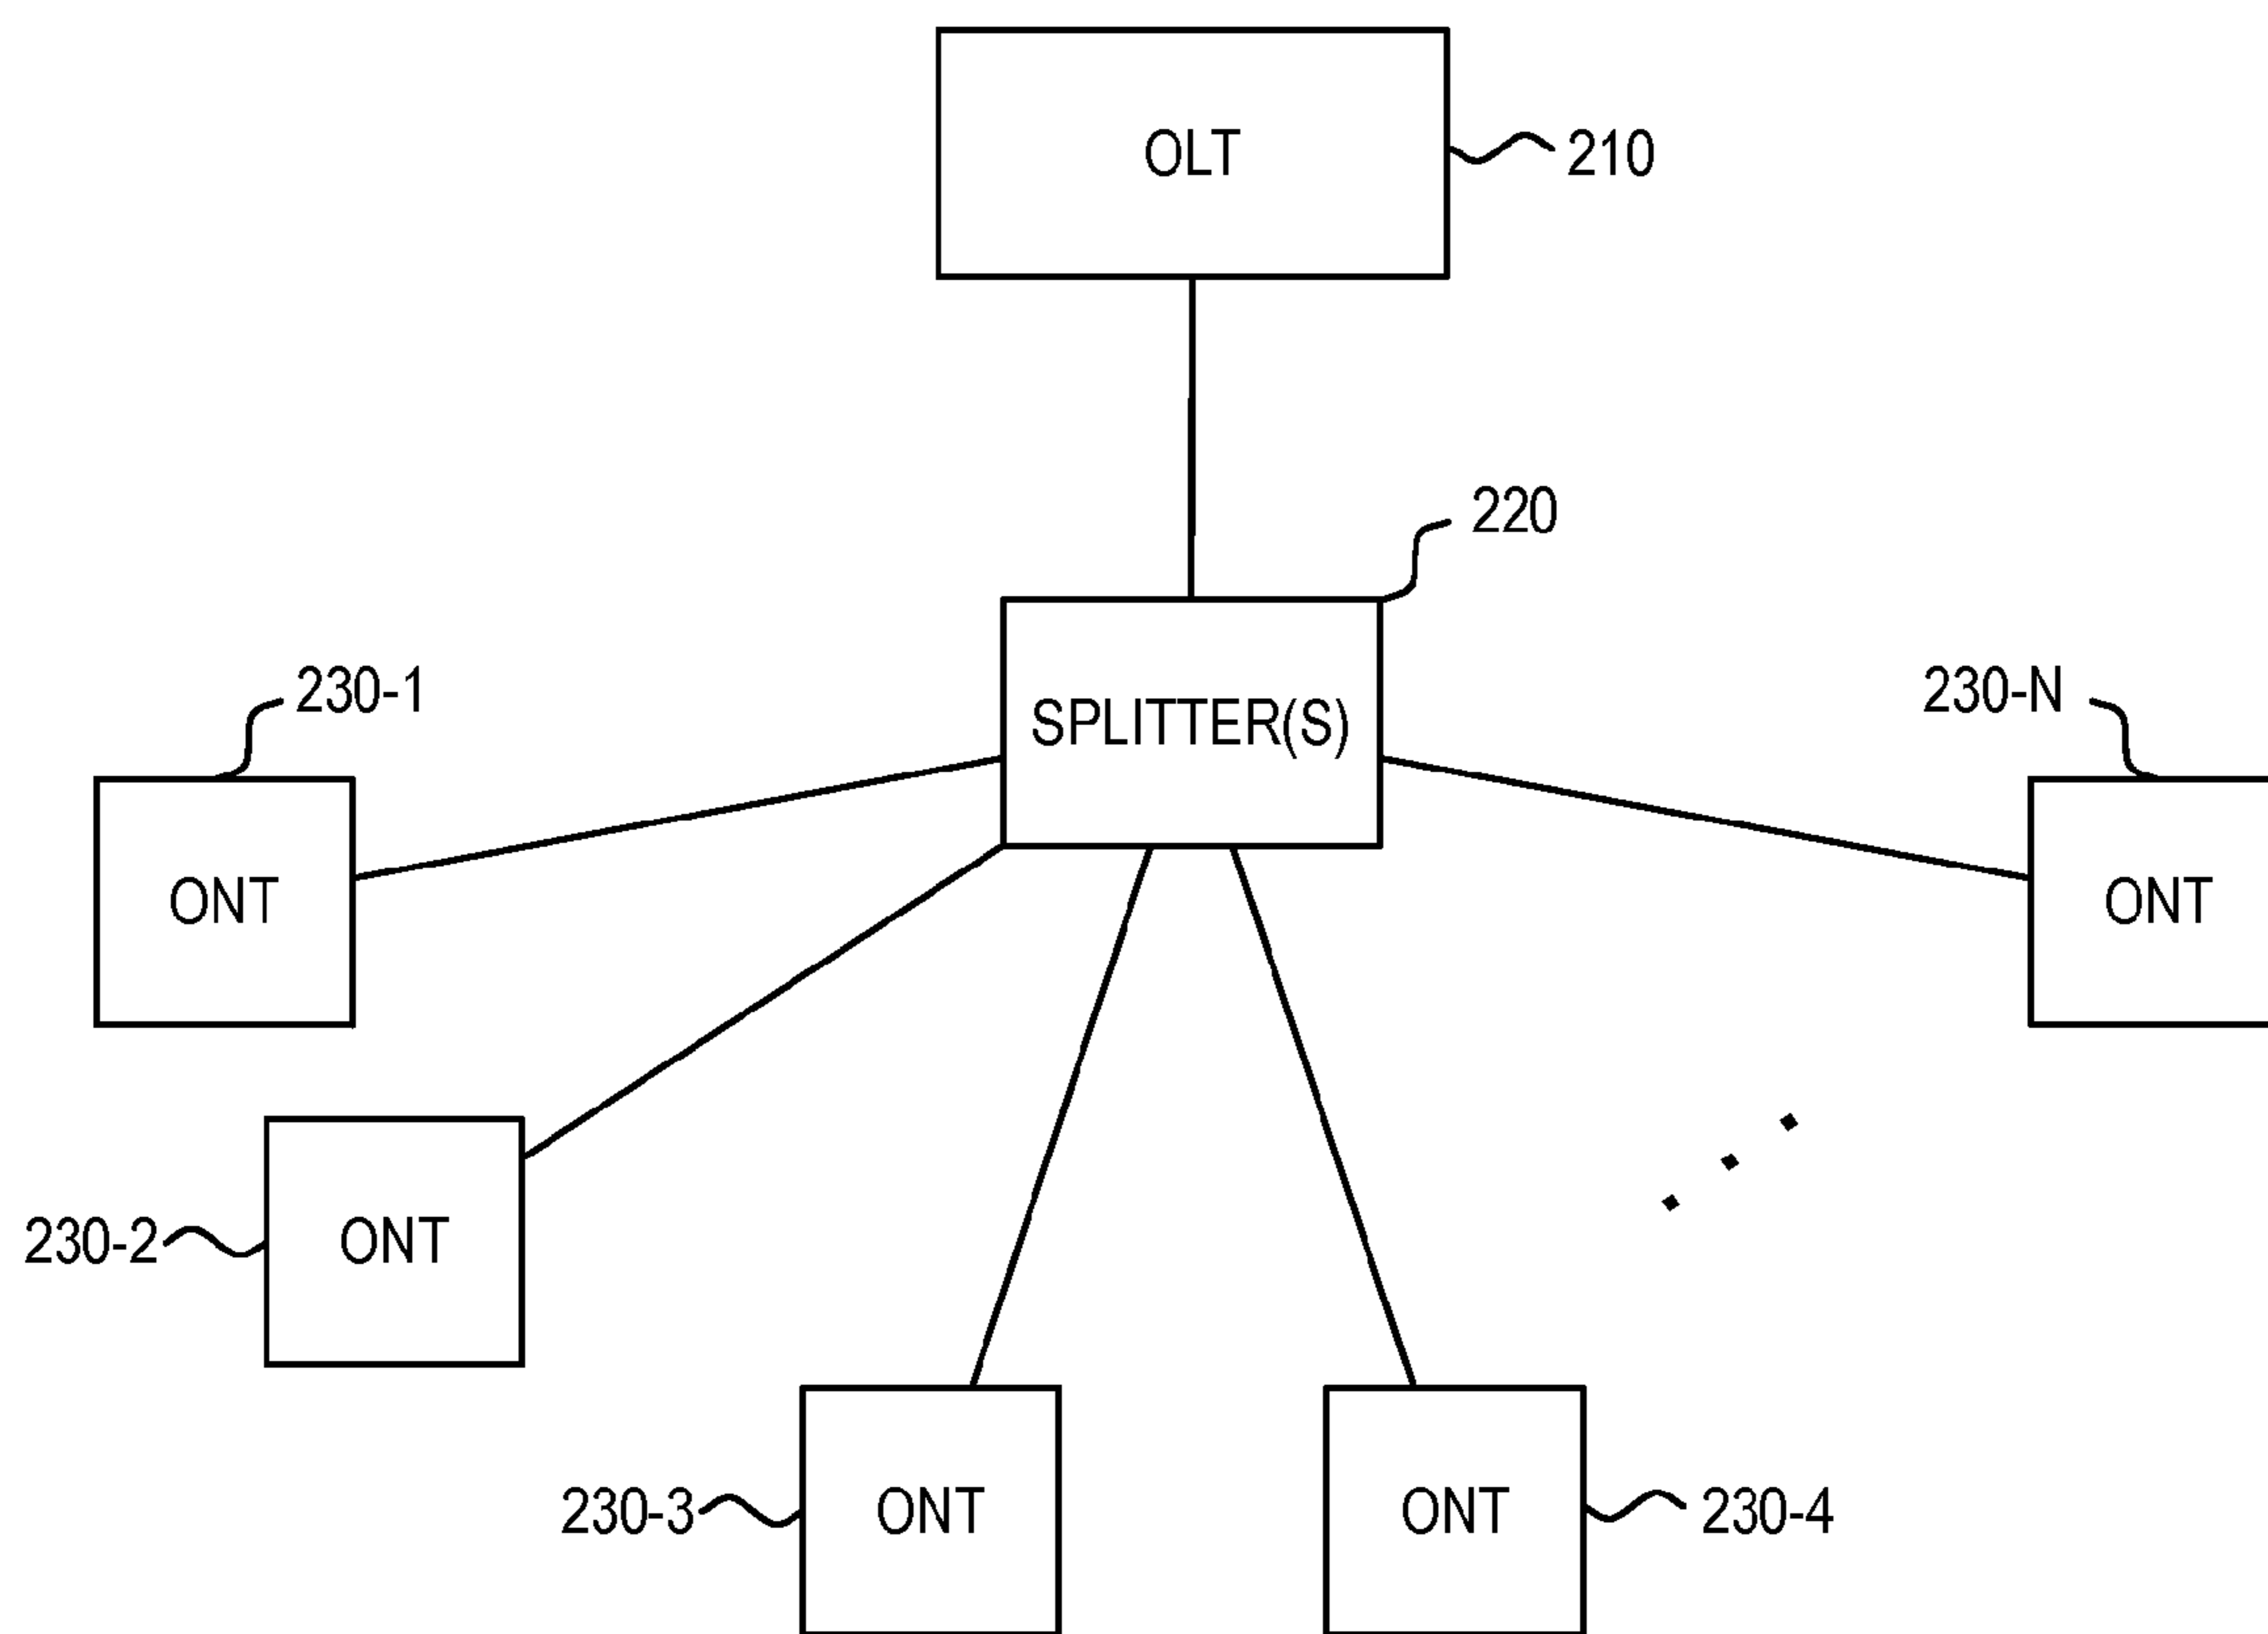 OLT
210
220
SPLITTER(S)
230-1
230-N
ONT
ONT
230-2
ONT
230-3
ONT
ONT
230-4